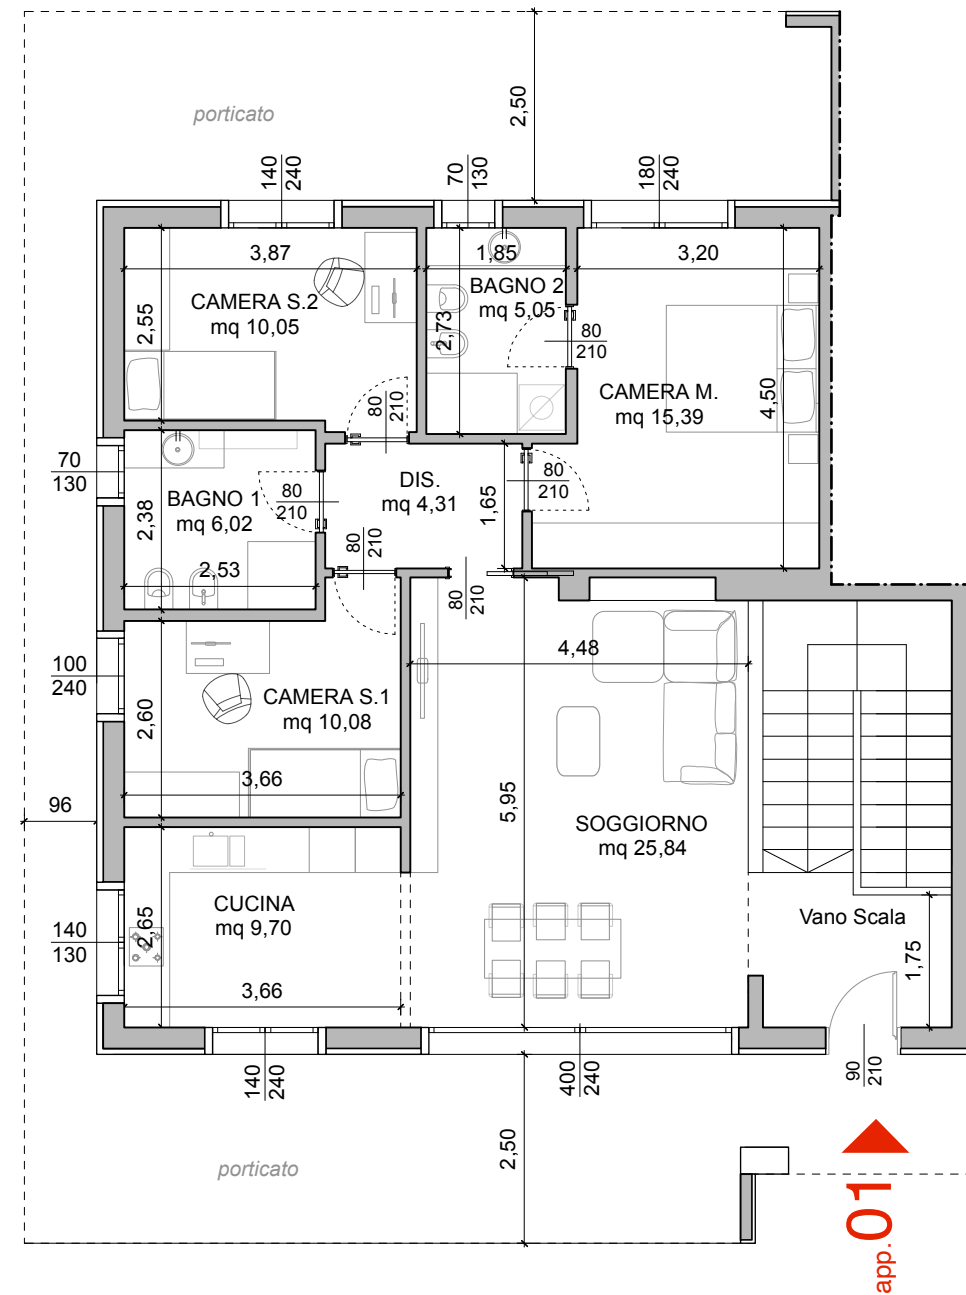 2,50
porticato
140
240
70
130
180
240
3,87
1,85
3,20
CAMERA S.2
mq 10,05
BAGNO 2
mq 5,05
2,55
2,73
80
210
CAMERA M.
mq 15,39
4,50
80
210
70
130
BAGNO 1
mq 6,02
80
210
DIS.
mq 4,31
80
210
2,38
1,65
80
210
2,53
80
210
100
240
4,48
CAMERA S.1
mq 10,08
2,60
3,66
96
5,95
SOGGIORNO
mq 25,84
CUCINA
mq 9,70
2,65
140
130
Vano Scala
1,75
3,66
140
240
400
240
90
210
2,50
porticato
app. 01